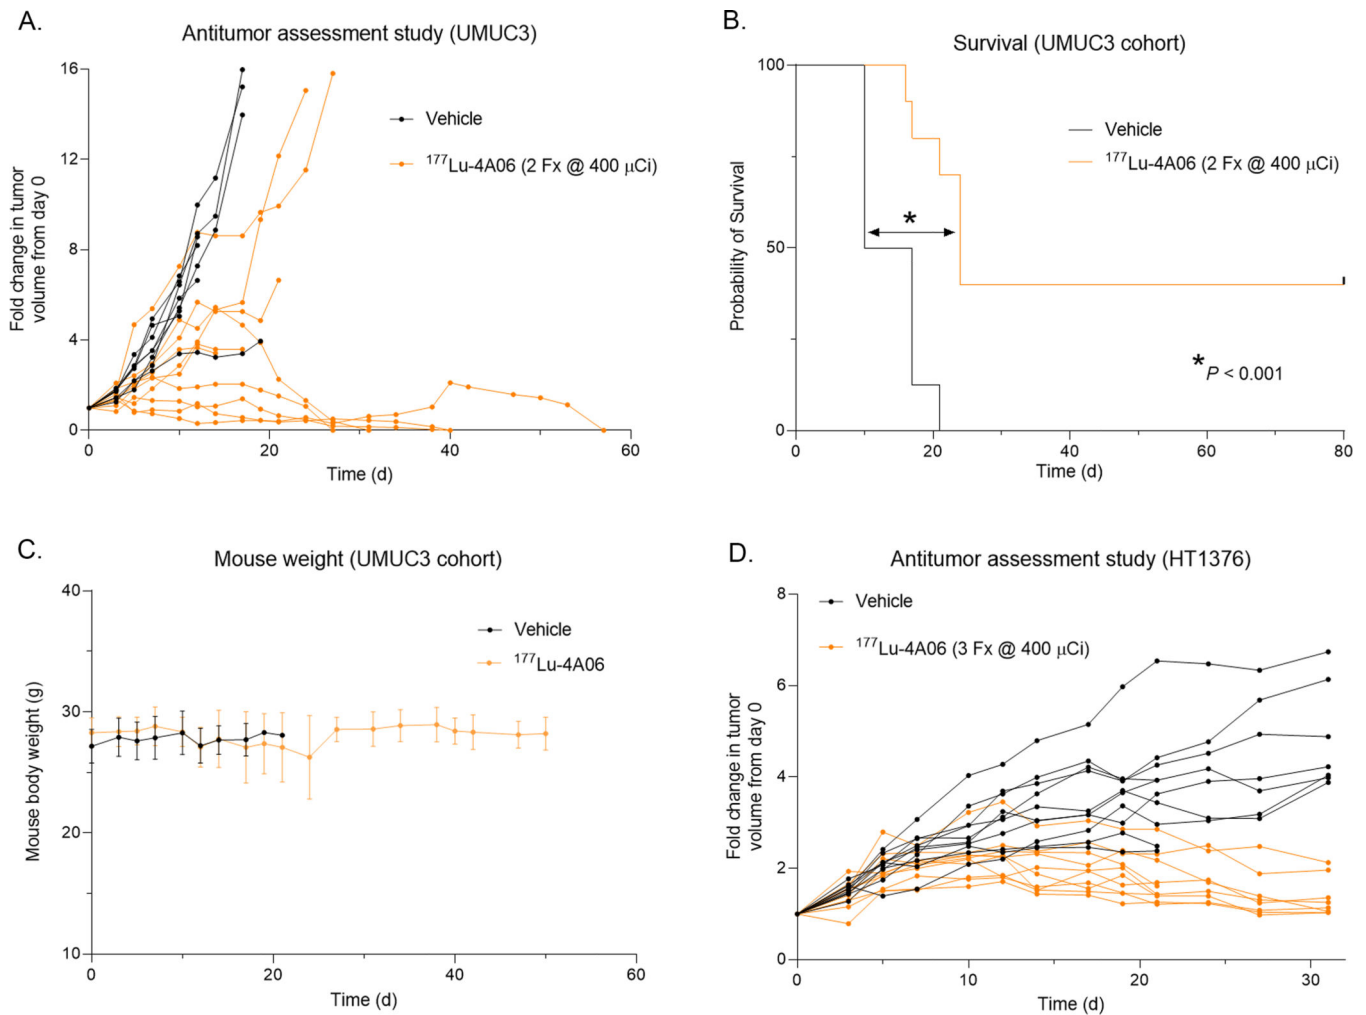 A.
Antitumor assessment study (UMUC3)
16
12
8
4
0
Fold change in tumor
volume from day 0
Vehicle
¹⁷⁷Lu-4A06 (2 Fx @ 400 μCi)
0
20
40
60
Time (d)
B.
Survival (UMUC3 cohort)
100
50
0
Probability of Survival
Vehicle
¹⁷⁷Lu-4A06 (2 Fx @ 400 μCi)
*
* P < 0.001
0
20
40
60
80
Time (d)
C.
Mouse weight (UMUC3 cohort)
40
30
20
10
Mouse body weight (g)
Vehicle
¹⁷⁷Lu-4A06
0
20
40
60
Time (d)
D.
Antitumor assessment study (HT1376)
8
6
4
2
0
Fold change in tumor
volume from day 0
Vehicle
¹⁷⁷Lu-4A06 (3 Fx @ 400 μCi)
0
10
20
30
Time (d)